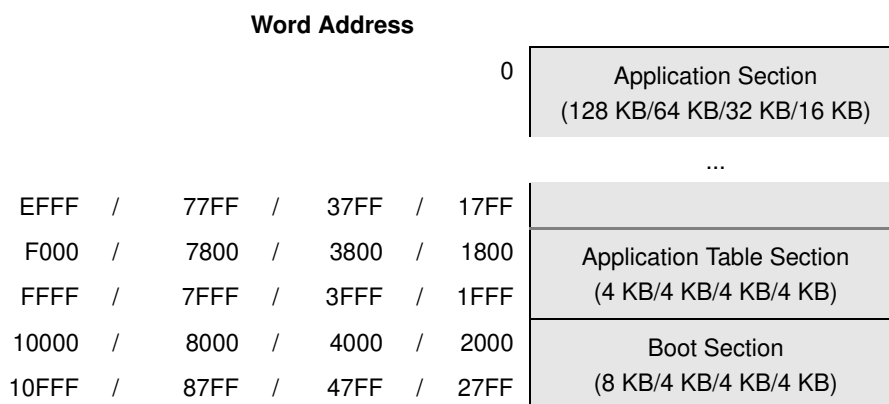 Word Address
0 Application Section
(128 KB/64 KB/32 KB/16 KB)
...
EFFF / 77FF / 37FF / 17FF
F000 / 7800 / 3800 / 1800 Application Table Section
FFFF / 7FFF / 3FFF / 1FFF (4 KB/4 KB/4 KB/4 KB)
10000 / 8000 / 4000 / 2000 Boot Section
10FFF / 87FF / 47FF / 27FF (8 KB/4 KB/4 KB/4 KB)